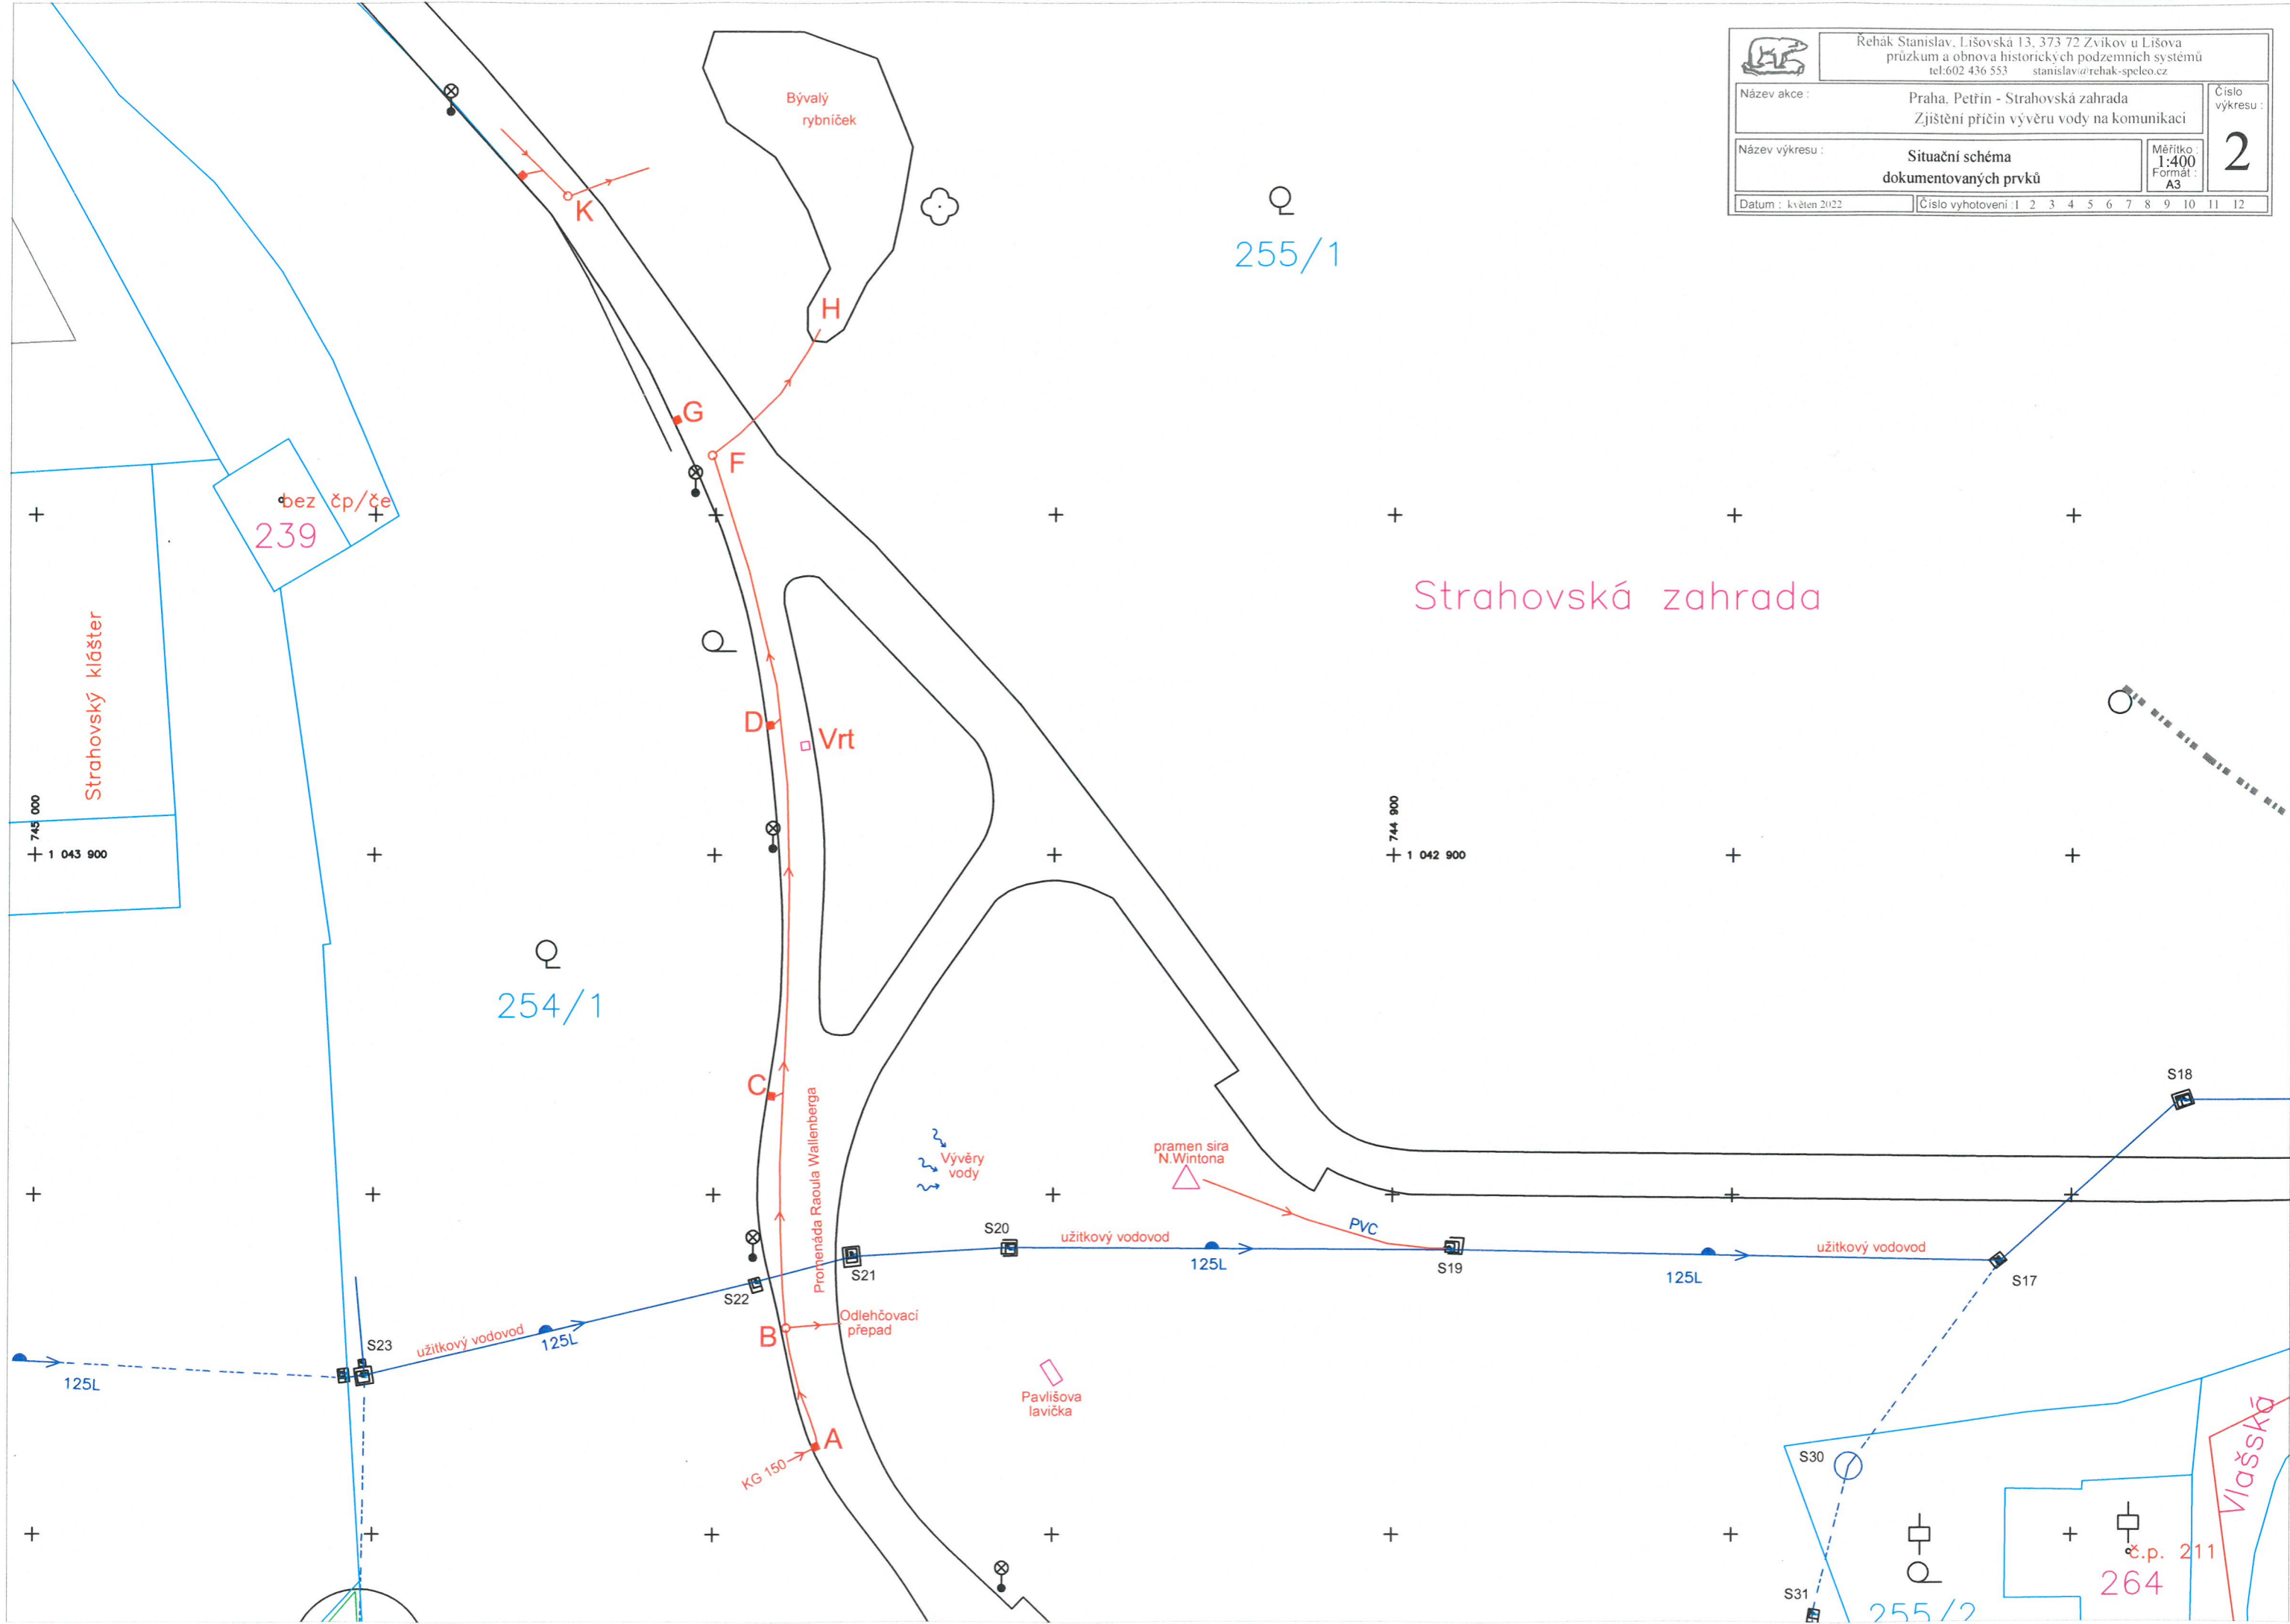 Řehák Stanislav, Lišovská 13, 373 72 Zvíkov u Lišova
průzkum a obnova historických podzemních systémů
tel:602 436 553 stanislav@rehak-speleo.cz
Název akce :
Praha, Petřín - Strahovská zahrada
Zjištění příčin vývěru vody na komunikaci
Číslo
výkresu :
2
Název výkresu :
Situační schéma
dokumentovaných prvků
Měřítko :
1:400
Formát :
A3
Datum : květen 2022
Číslo vyhotovení :1 2 3 4 5 6 7 8 9 10 11 12
Bývalý
rybníček
K
255/1
H
G
F
bez čp/če
239
Strahovská zahrada
Strahovský klášter
D
Vrt
745 000
1 043 900
744 900
1 042 900
254/1
C
Promenáda Raoula Wallenberga
S18
Vývěry
vody
pramen sira
N.Wintona
PVC
S20
užitkový vodovod
125L
S19
užitkový vodovod
125L
S17
S21
S22
S23
užitkový vodovod
125L
125L
B
Odlehčovací
přepad
Pavlišova
lavička
A
KG 150
S30
S31
Vlašská
č.p. 211
264
255/2